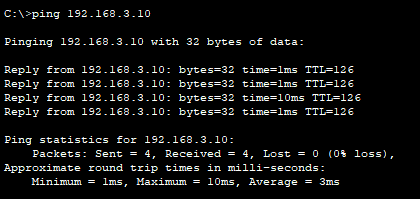 C:\>ping 192.168.3.10
Pinging 192.168.3.10 with 32 bytes of data:
Reply from 192.168.3.10: bytes=32 time=1ms TTL=126
Reply from 192.168.3.10: bytes=32 time=1ms TTL=126
Reply from 192.168.3.10: bytes=32 time=10ms TTL=126
Reply from 192.168.3.10: bytes=32 time=1ms TTL=126
Ping statistics for 192.168.3.10:
Packets: Sent = 4, Received = 4, Lost = 0 (0% loss),
Approximate round trip times in milli-seconds:
Minimum = 1ms, Maximum = 10ms, Average = 3ms